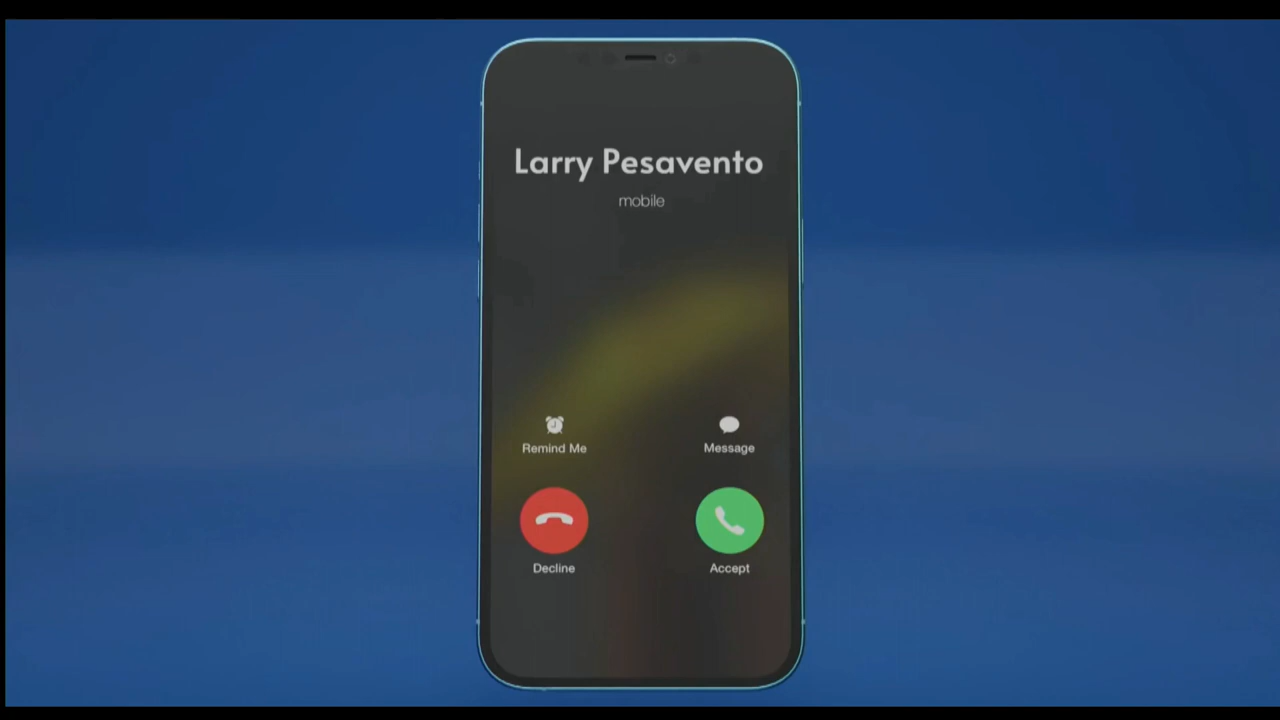 Larry Pesavento
mobile
Remind Me
Message
Decline
Accept